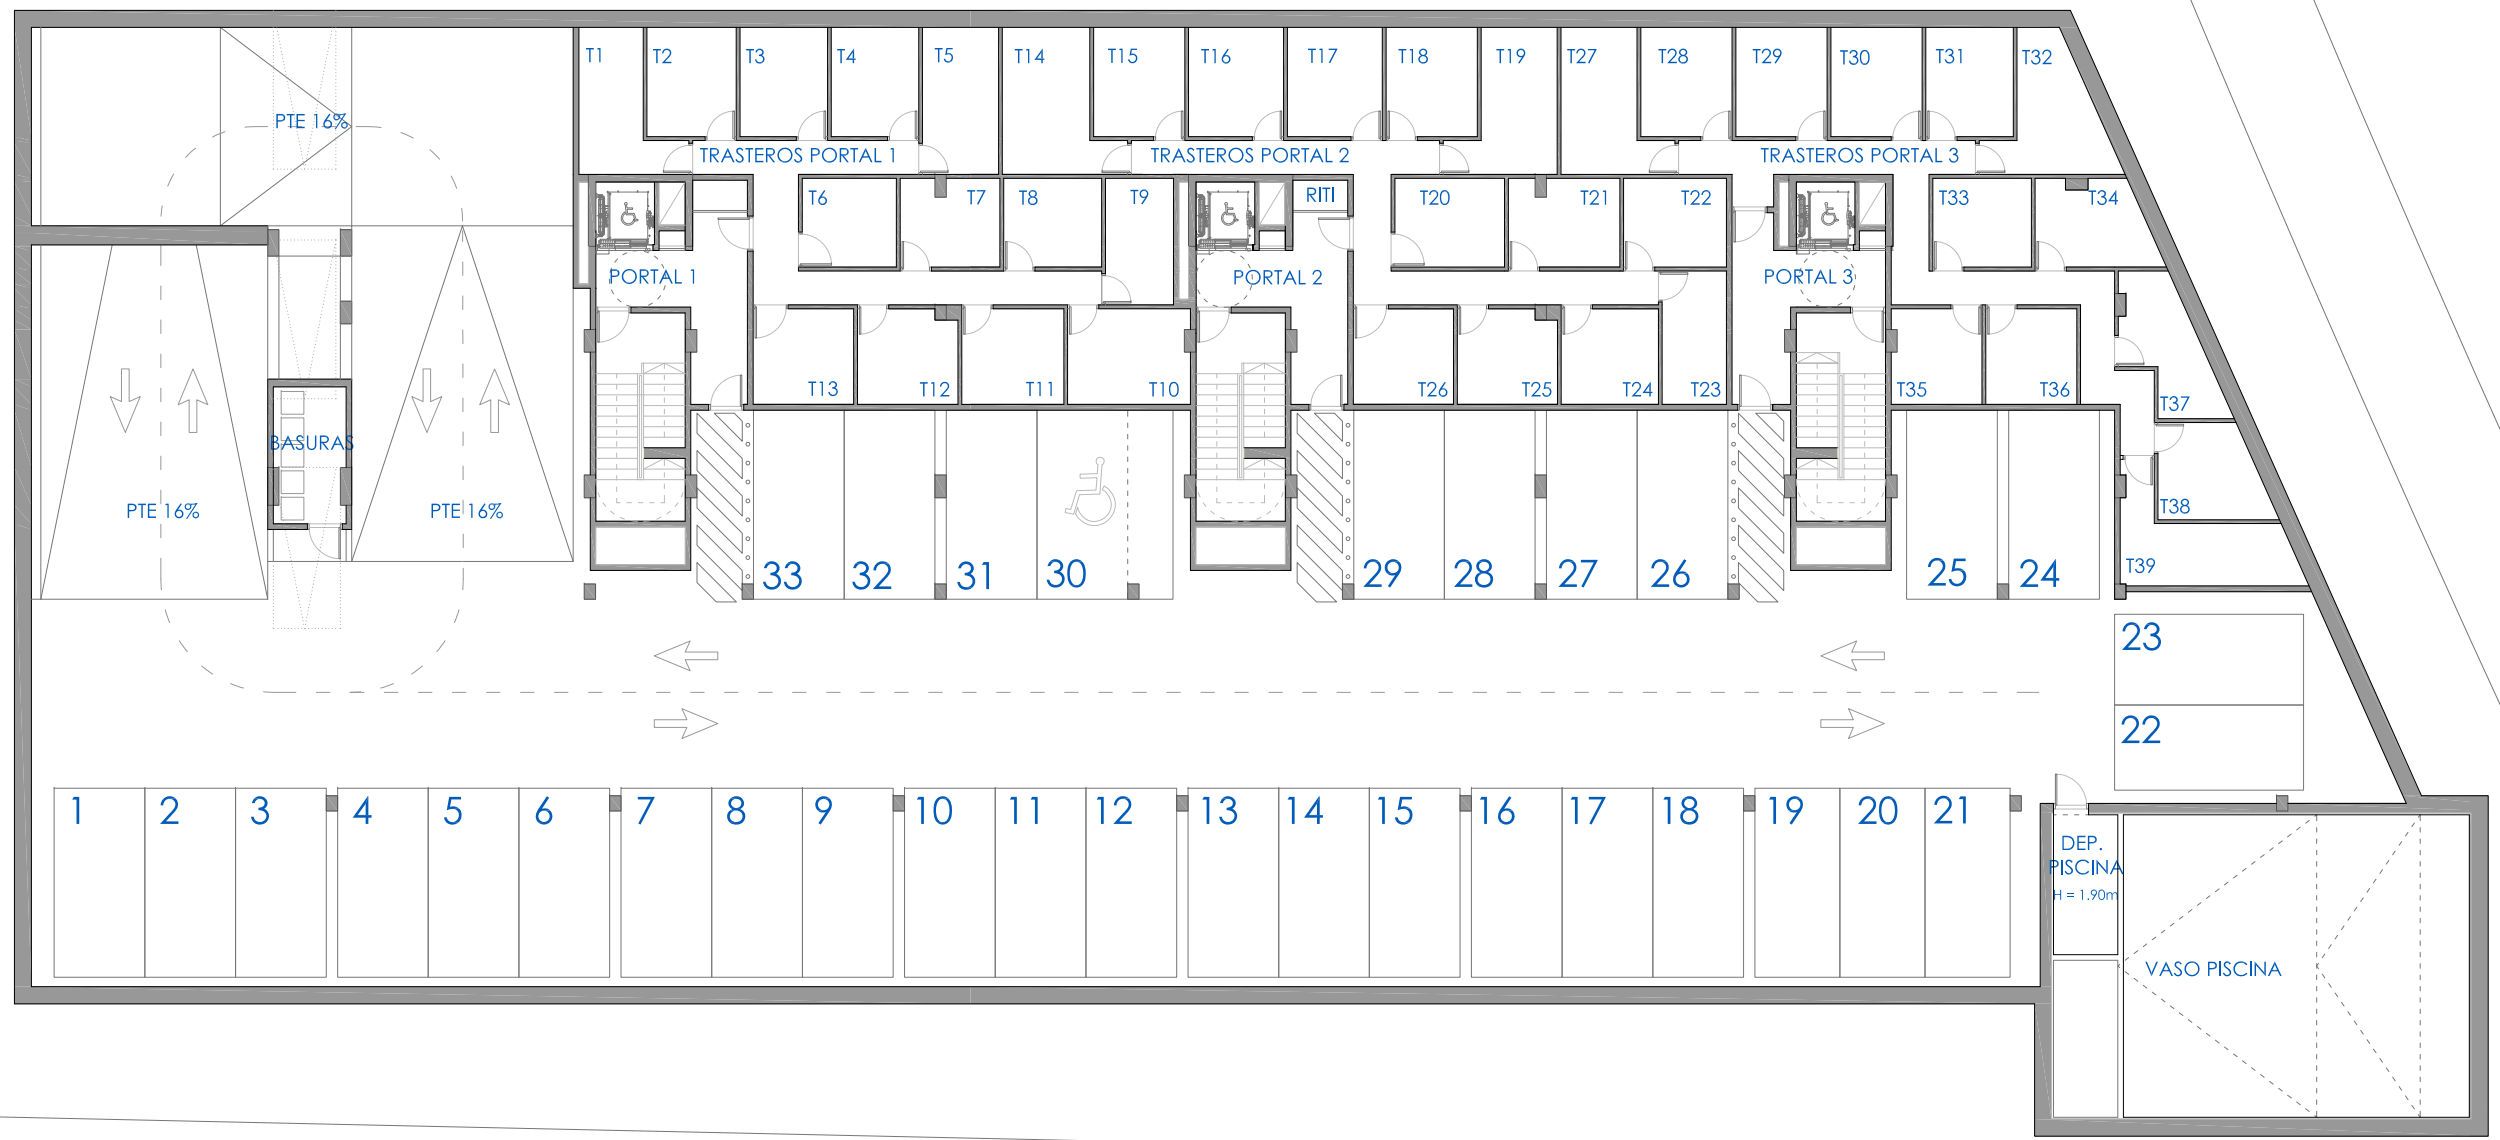 T1
T2
T3
T4
T5
T14
T15
T16
T17
T18
T19
T27
T28
T29
T30
T31
T32
PTE 16%
TRASTEROS PORTAL 1
TRASTEROS PORTAL 2
TRASTEROS PORTAL 3
T6
T7
T8
T9
RITI
T20
T21
T22
T33
T34
PORTAL 1
PORTAL 2
PORTAL 3
T13
T12
T11
T10
T26
T25
T24
T23
T35
T36
T37
BASURAS
PTE 16%
PTE 16%
T38
T39
33
32
31
30
29
28
27
26
25
24
23
22
1
2
3
4
5
6
7
8
9
10
11
12
13
14
15
16
17
18
19
20
21
DEP.
PISCINA
H = 1.90m
VASO PISCINA